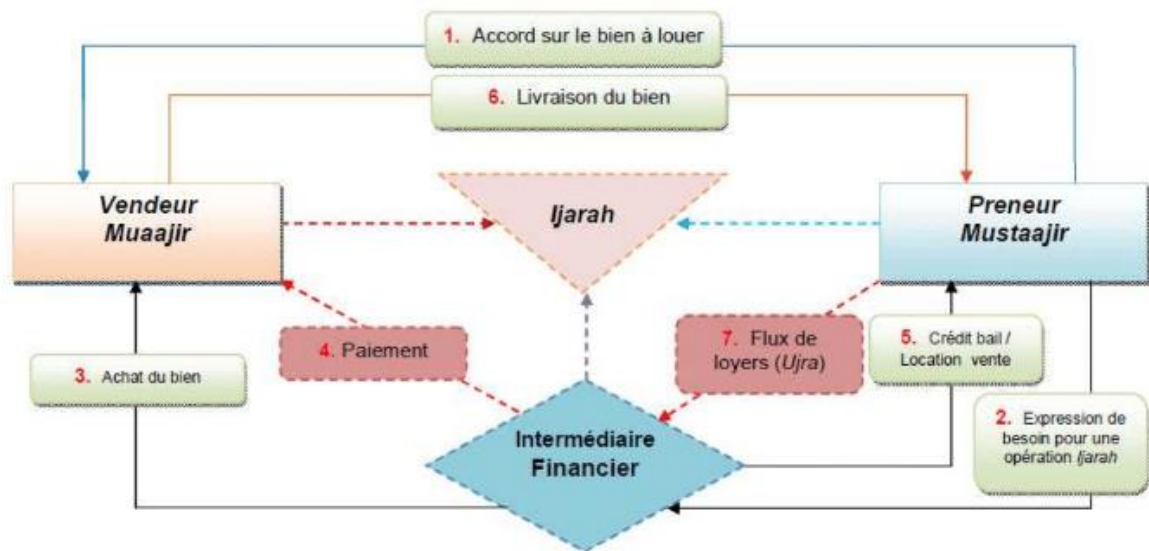 1. Accord sur le bien à louer
6. Livraison du bien
Vendeur
Muaajir
Ijarah
Preneur
Mustaajir
4. Paiement
7. Flux de
loyers (Ujra)
5. Crédit bail /
Location vente
3. Achat du bien
2. Expression de
besoin pour une
opération Ijarah
Intermédiaire
Financier